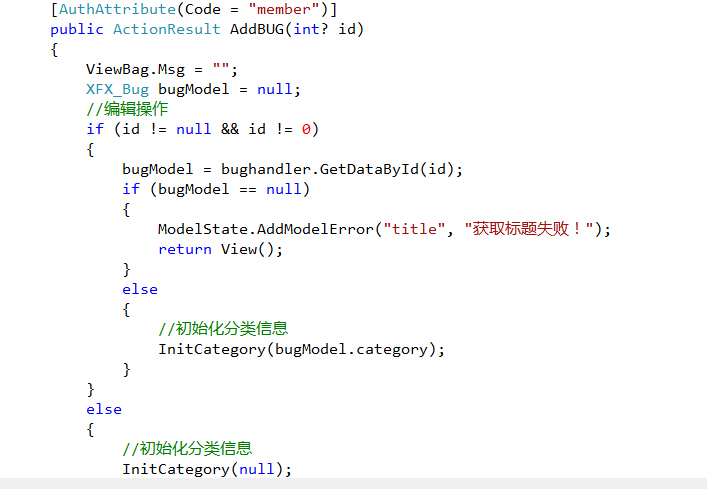 [AuthAttribute(Code = "member")]
public ActionResult AddBUG(int? id)
{
ViewBag.Msg = "";
XFX_Bug bugModel = null;
//编辑操作
if (id != null && id != 0)
{
bugModel = bughandler.GetDataById(id);
if (bugModel == null)
{
ModelState.AddModelError("title", "获取标题失败！");
return View();
}
else
{
//初始化分类信息
InitCategory(bugModel.category);
}
}
else
{
//初始化分类信息
InitCategory(null);